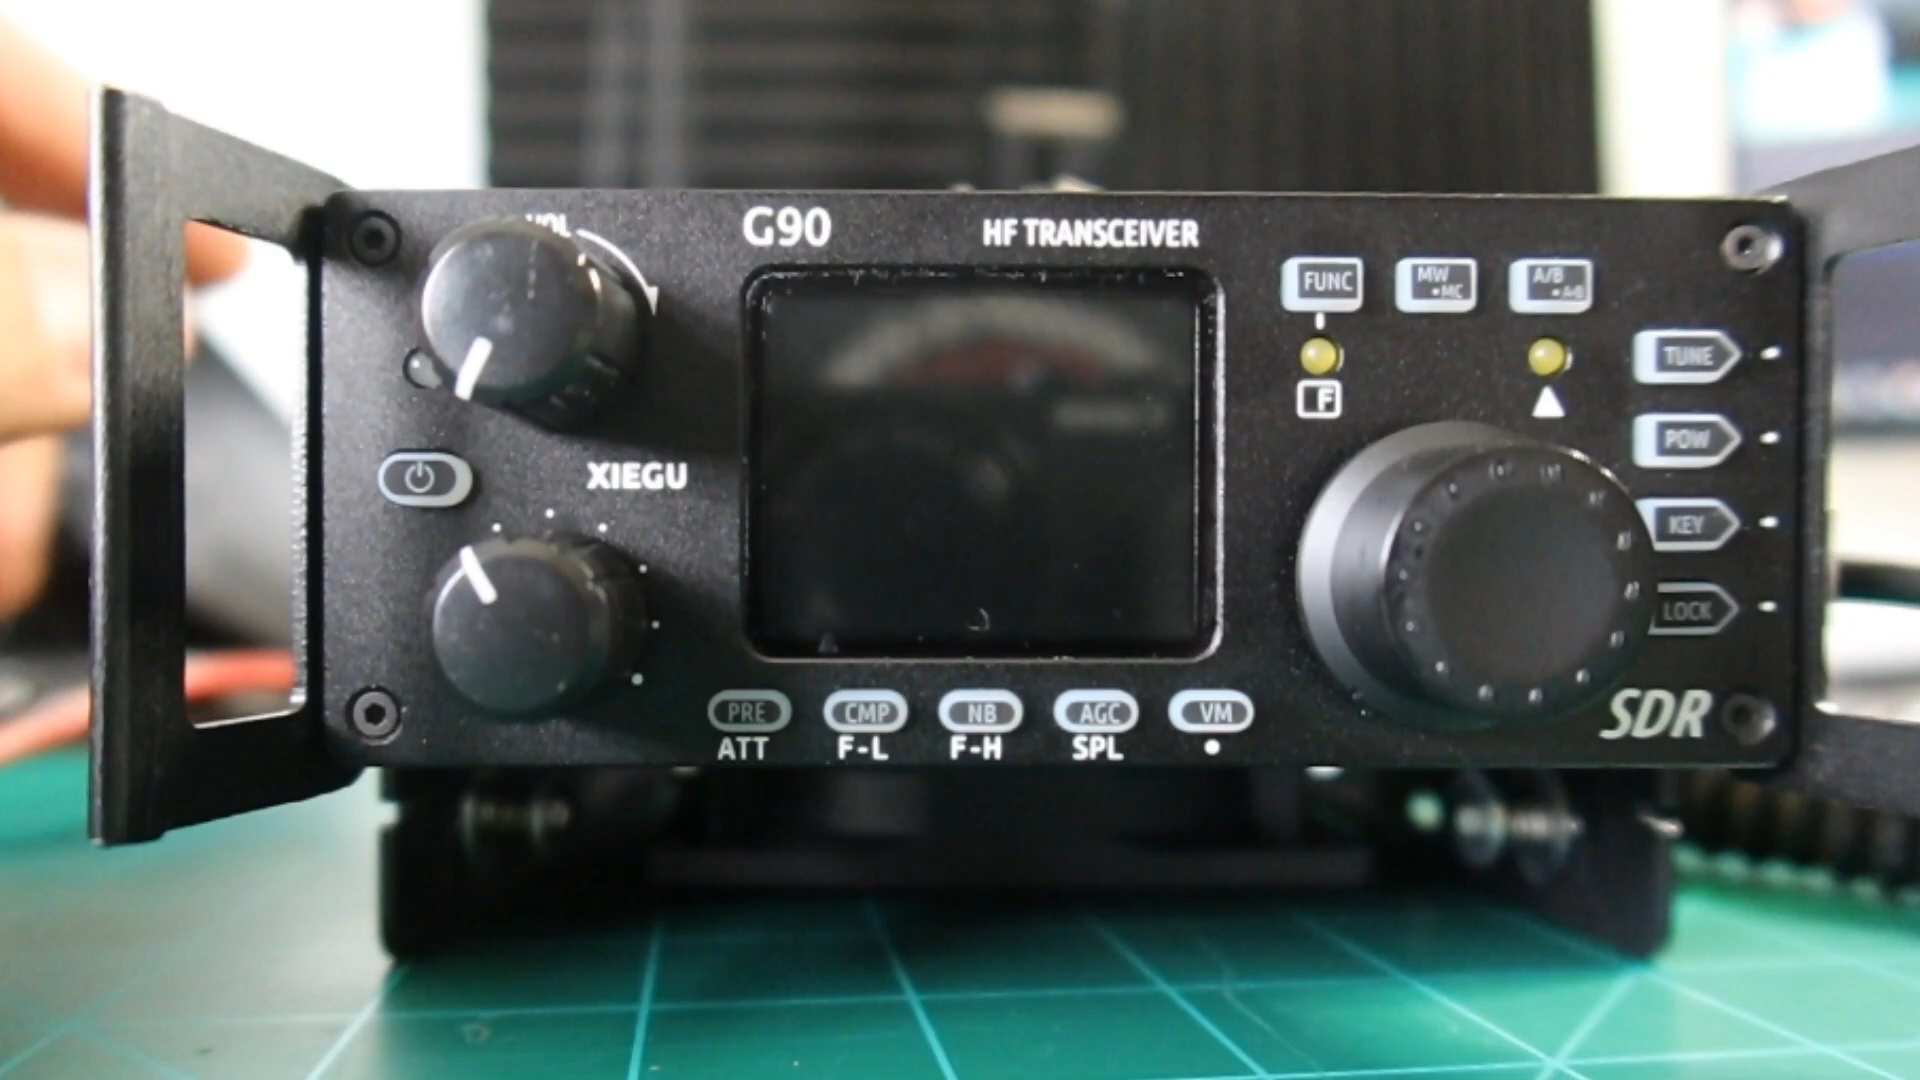 VOL
G90
HF TRANSCEIVER
FUNC
MW
•MC
A/B
•A=B
F
TUNE
POW
XIEGU
KEY
LOCK
SDR
PRE
CMP
NB
AGC
VM
ATT
F-L
F-H
SPL